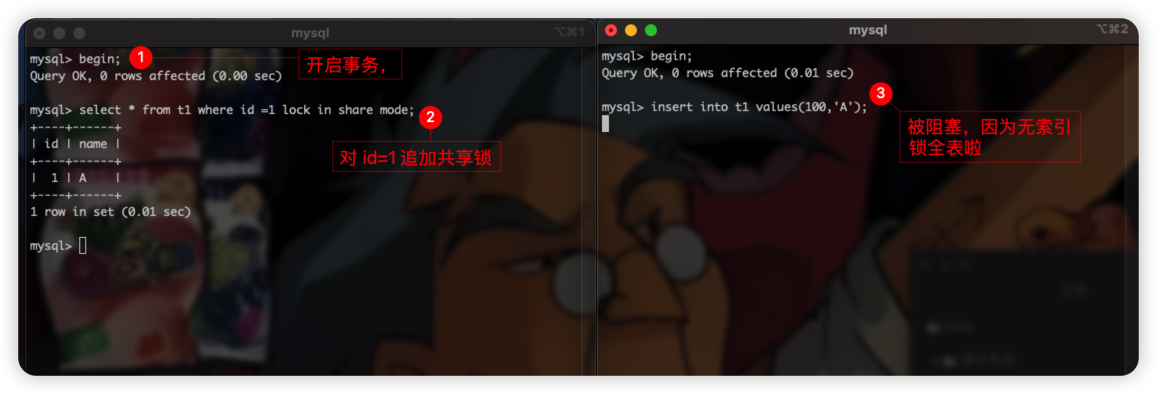 mysql
⌥⌘1
mysql> begin;
1
开启事务，
Query OK, 0 rows affected (0.00 sec)
mysql> select * from t1 where id =1 lock in share mode;
2
对 id=1 追加共享锁
+----+------+
| id | name |
+----+------+
|  1 | A    |
+----+------+
1 row in set (0.01 sec)
mysql>
mysql
⌥⌘2
mysql> begin;
Query OK, 0 rows affected (0.01 sec)
3
mysql> insert into t1 values(100,'A');
被阻塞，因为无索引
锁全表啦